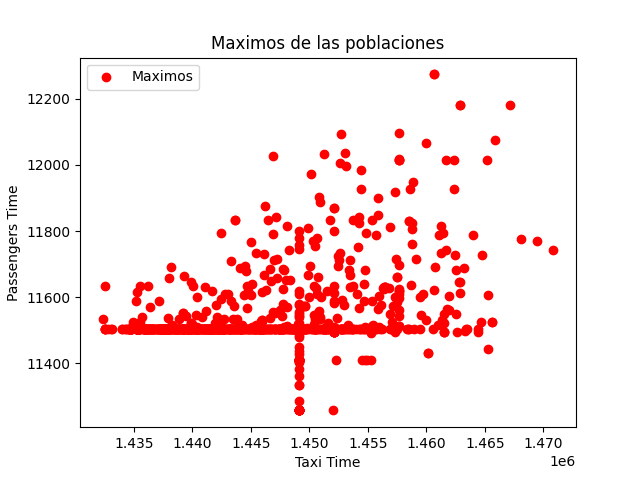 Maximos de las poblaciones
Maximos
Passengers Time
12200
12000
11800
11600
11400
1.435 1.440 1.445 1.450 1.455 1.460 1.465 1.470
1e6
Taxi Time